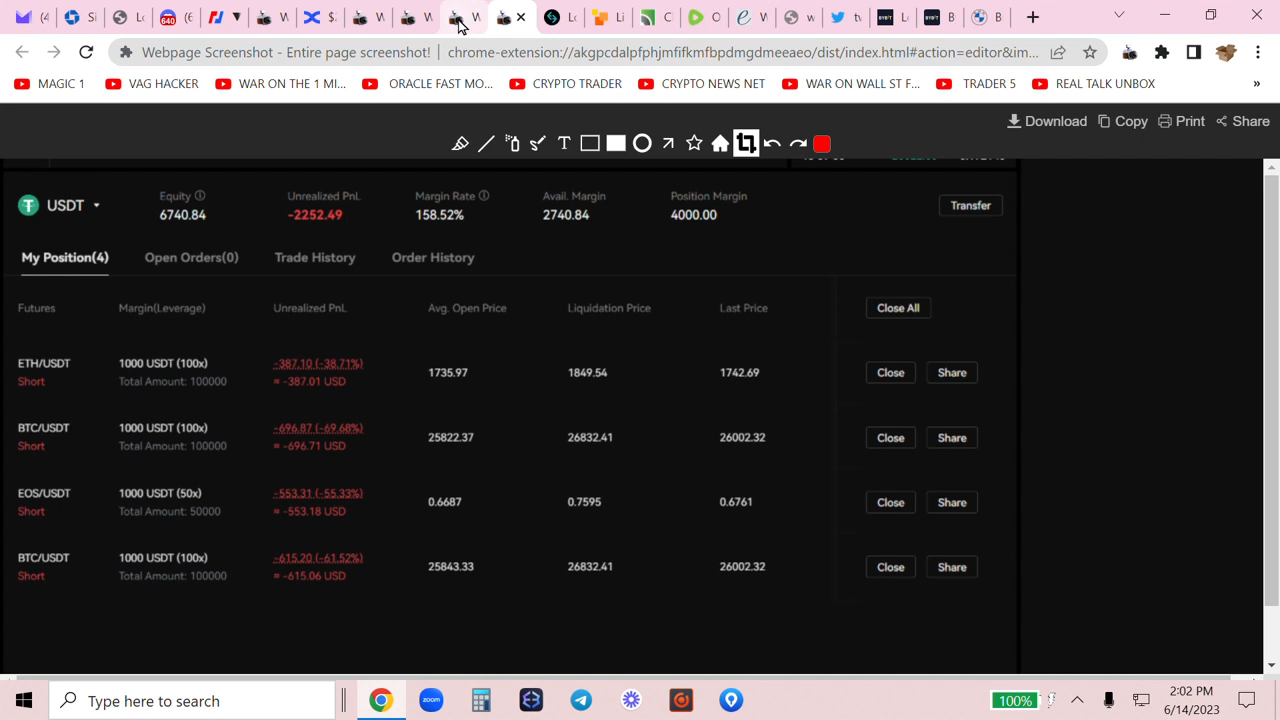 (4
S
Lo
640
(6
W
$
W
W
W
Lo
Li
C
O
W
w
tv
Lo
B
B
Webpage Screenshot - Entire page screenshot! chrome-extension://akgpcdalpfphjmfifkmfbpdmgdmeeaeo/dist/index.html#action=editor&im...
MAGIC 1
VAG HACKER
WAR ON THE 1 MI...
ORACLE FAST MO...
CRYPTO TRADER
CRYPTO NEWS NET
WAR ON WALL ST F...
TRADER 5
REAL TALK UNBOX
»
Download
Copy
Print
Share
T
USDT
Equity
6740.84
Unrealized PnL
-2252.49
Margin Rate
158.52%
Avail. Margin
2740.84
Position Margin
4000.00
Transfer
My Position(4)
Open Orders(0)
Trade History
Order History
Futures
Margin(Leverage)
Unrealized PnL
Avg. Open Price
Liquidation Price
Last Price
Close All
ETH/USDT 1000 USDT (100x) -387.10 (-38.71%) 1735.97 1849.54 1742.69 Close Share
Short Total Amount: 100000 ≈ -387.01 USD
BTC/USDT 1000 USDT (100x) -696.87 (-69.68%) 25822.37 26832.41 26002.32 Close Share
Short Total Amount: 100000 ≈ -696.71 USD
EOS/USDT 1000 USDT (50x) -553.31 (-55.33%) 0.6687 0.7595 0.6761 Close Share
Short Total Amount: 50000 ≈ -553.18 USD
BTC/USDT 1000 USDT (100x) -615.20 (-61.52%) 25843.33 26832.41 26002.32 Close Share
Short Total Amount: 100000 ≈ -615.06 USD
Type here to search
zoom
100%
2:02 PM
6/14/2023